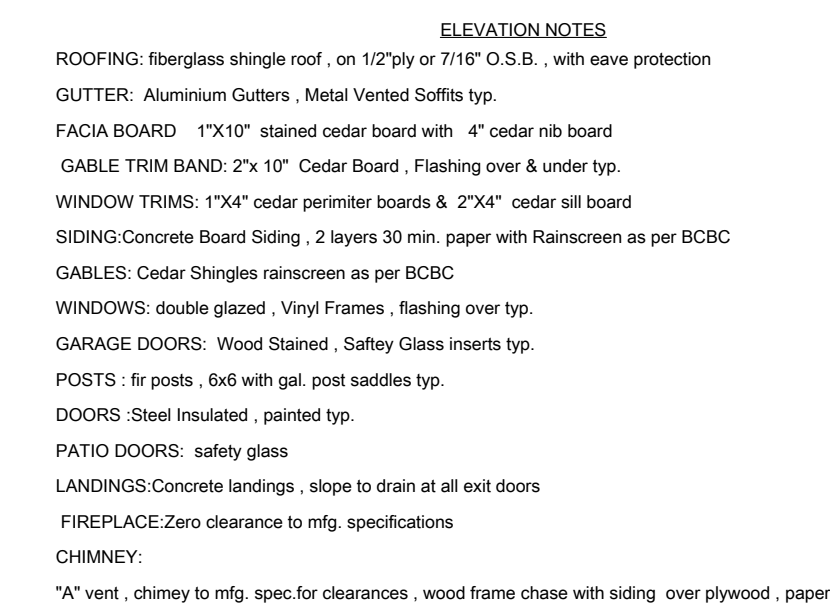 ELEVATION NOTES
ROOFING: fiberglass shingle roof , on 1/2"ply or 7/16" O.S.B. , with eave protection
GUTTER: Aluminium Gutters , Metal Vented Soffits typ.
FACIA BOARD 1"X10" stained cedar board with 4" cedar nib board
GABLE TRIM BAND: 2"x 10" Cedar Board , Flashing over & under typ.
WINDOW TRIMS: 1"X4" cedar perimiter boards & 2"X4" cedar sill board
SIDING:Concrete Board Siding , 2 layers 30 min. paper with Rainscreen as per BCBC
GABLES: Cedar Shingles rainscreen as per BCBC
WINDOWS: double glazed , Vinyl Frames , flashing over typ.
GARAGE DOORS: Wood Stained , Saftey Glass inserts typ.
POSTS : fir posts , 6x6 with gal. post saddles typ.
DOORS :Steel Insulated , painted typ.
PATIO DOORS: safety glass
LANDINGS:Concrete landings , slope to drain at all exit doors
FIREPLACE:Zero clearance to mfg. specifications
CHIMNEY:
"A" vent , chimey to mfg. spec.for clearances , wood frame chase with siding over plywood , paper